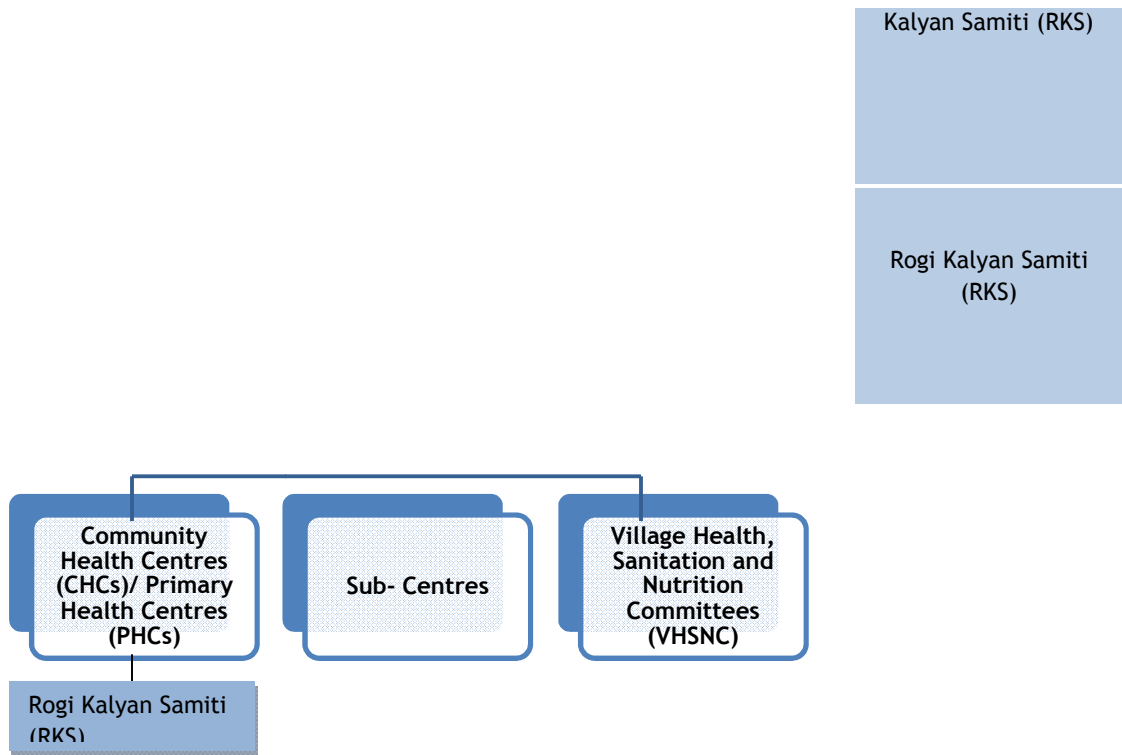 Kalyan Samiti (RKS)
Rogi Kalyan Samiti
(RKS)
Community
Health Centres
(CHCs)/ Primary
Health Centres
(PHCs)
Sub- Centres
Village Health,
Sanitation and
Nutrition
Committees
(VHSNC)
Rogi Kalyan Samiti
(RKS)